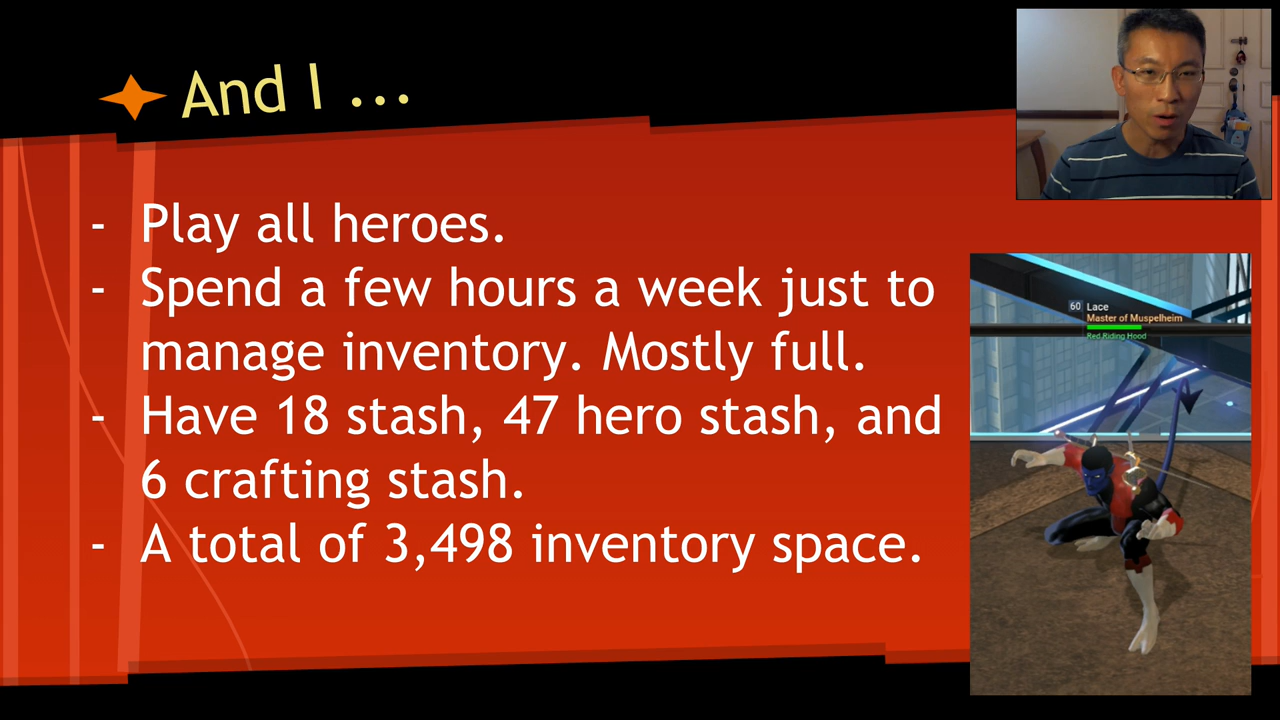 And I ...
- Play all heroes.
- Spend a few hours a week just to
manage inventory. Mostly full.
- Have 18 stash, 47 hero stash, and
6 crafting stash.
- A total of 3,498 inventory space.
60 Lace
Master of Muspelheim
Red Riding Hood